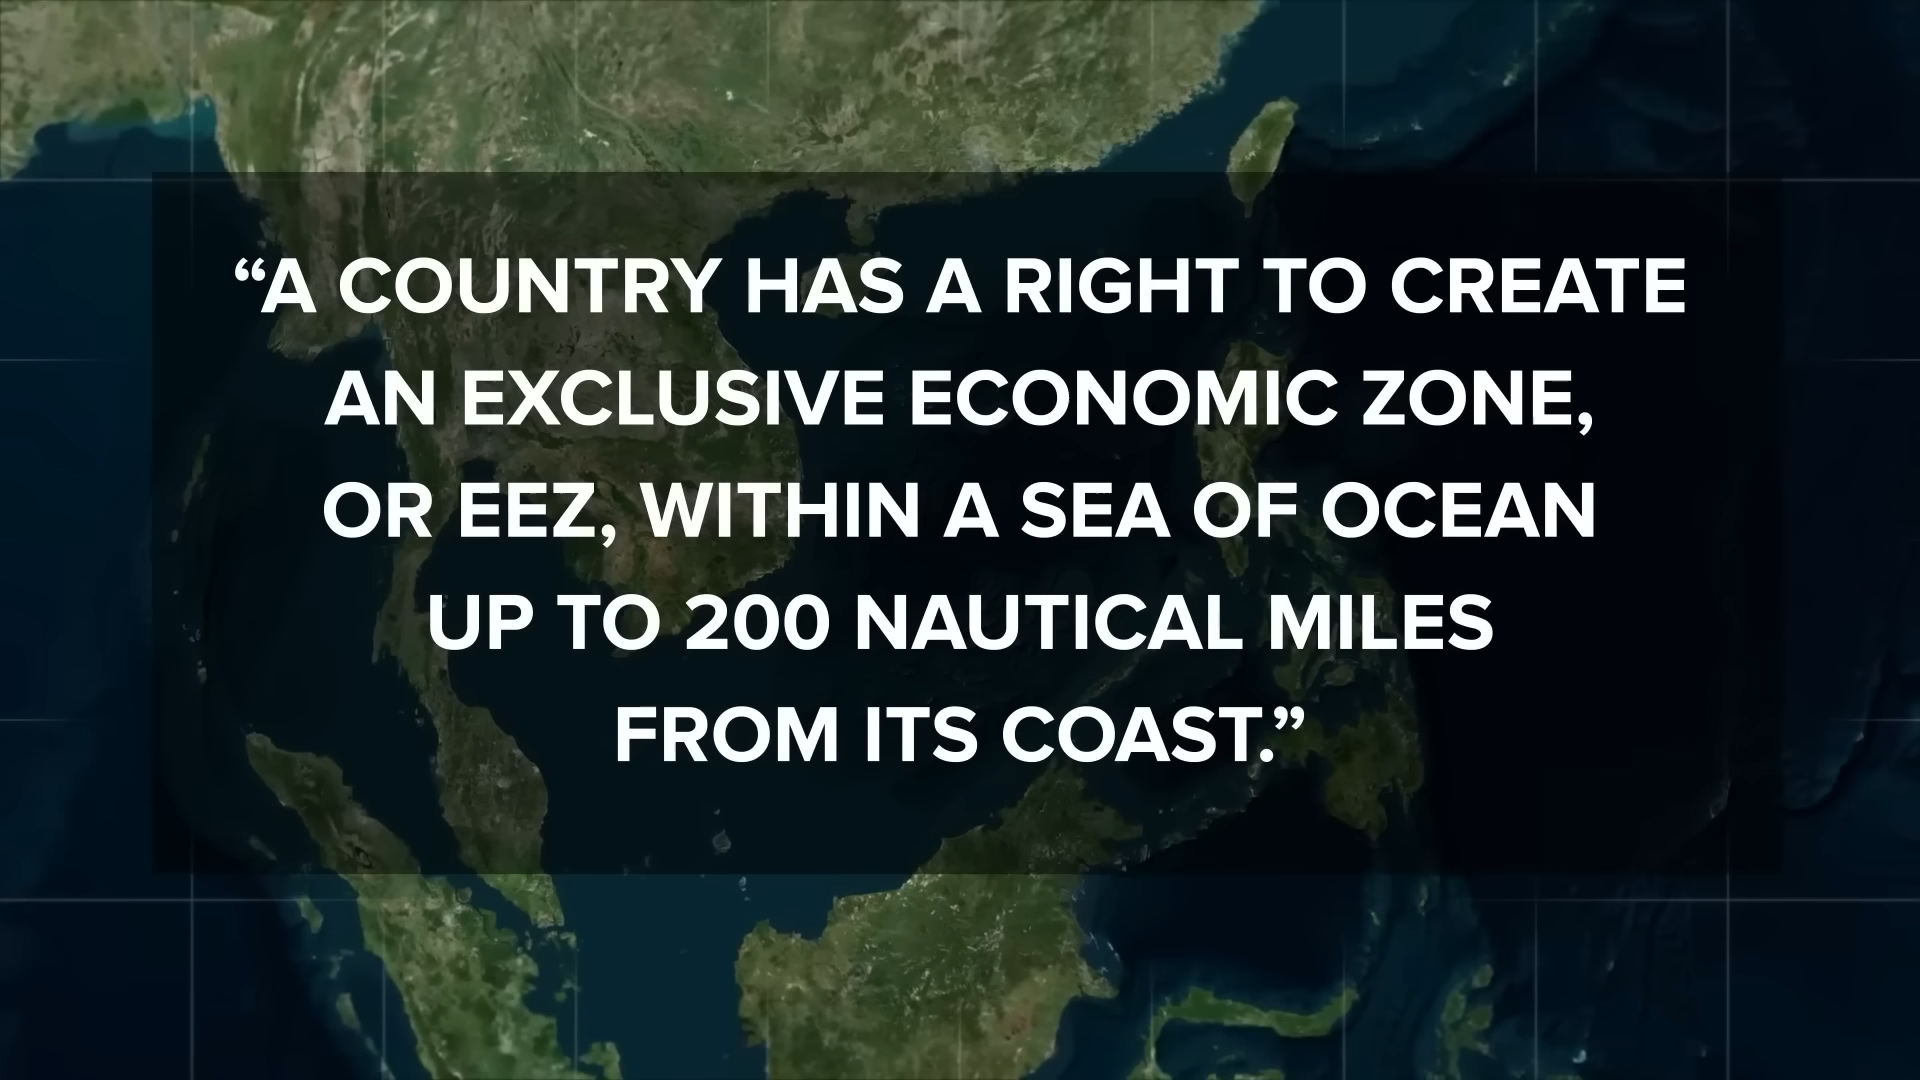 “A COUNTRY HAS A RIGHT TO CREATE
AN EXCLUSIVE ECONOMIC ZONE,
OR EEZ, WITHIN A SEA OF OCEAN
UP TO 200 NAUTICAL MILES
FROM ITS COAST.”